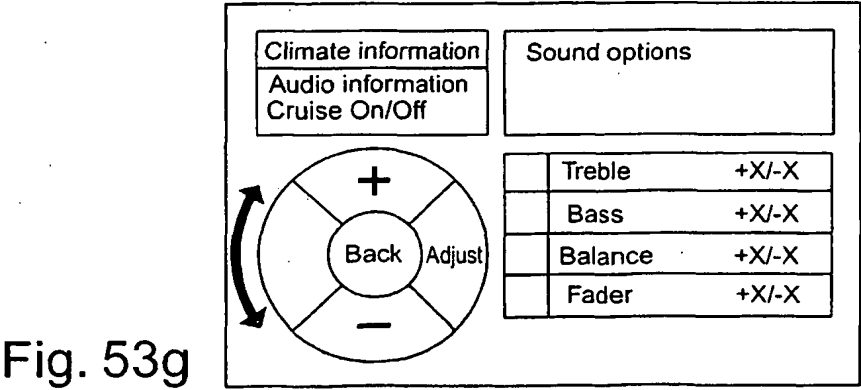 Climate information
Audio information
Cruise On/Off
Sound options
+
Back
Adjust
−
Treble +X/-X
Bass +X/-X
Balance +X/-X
Fader +X/-X
Fig. 53g